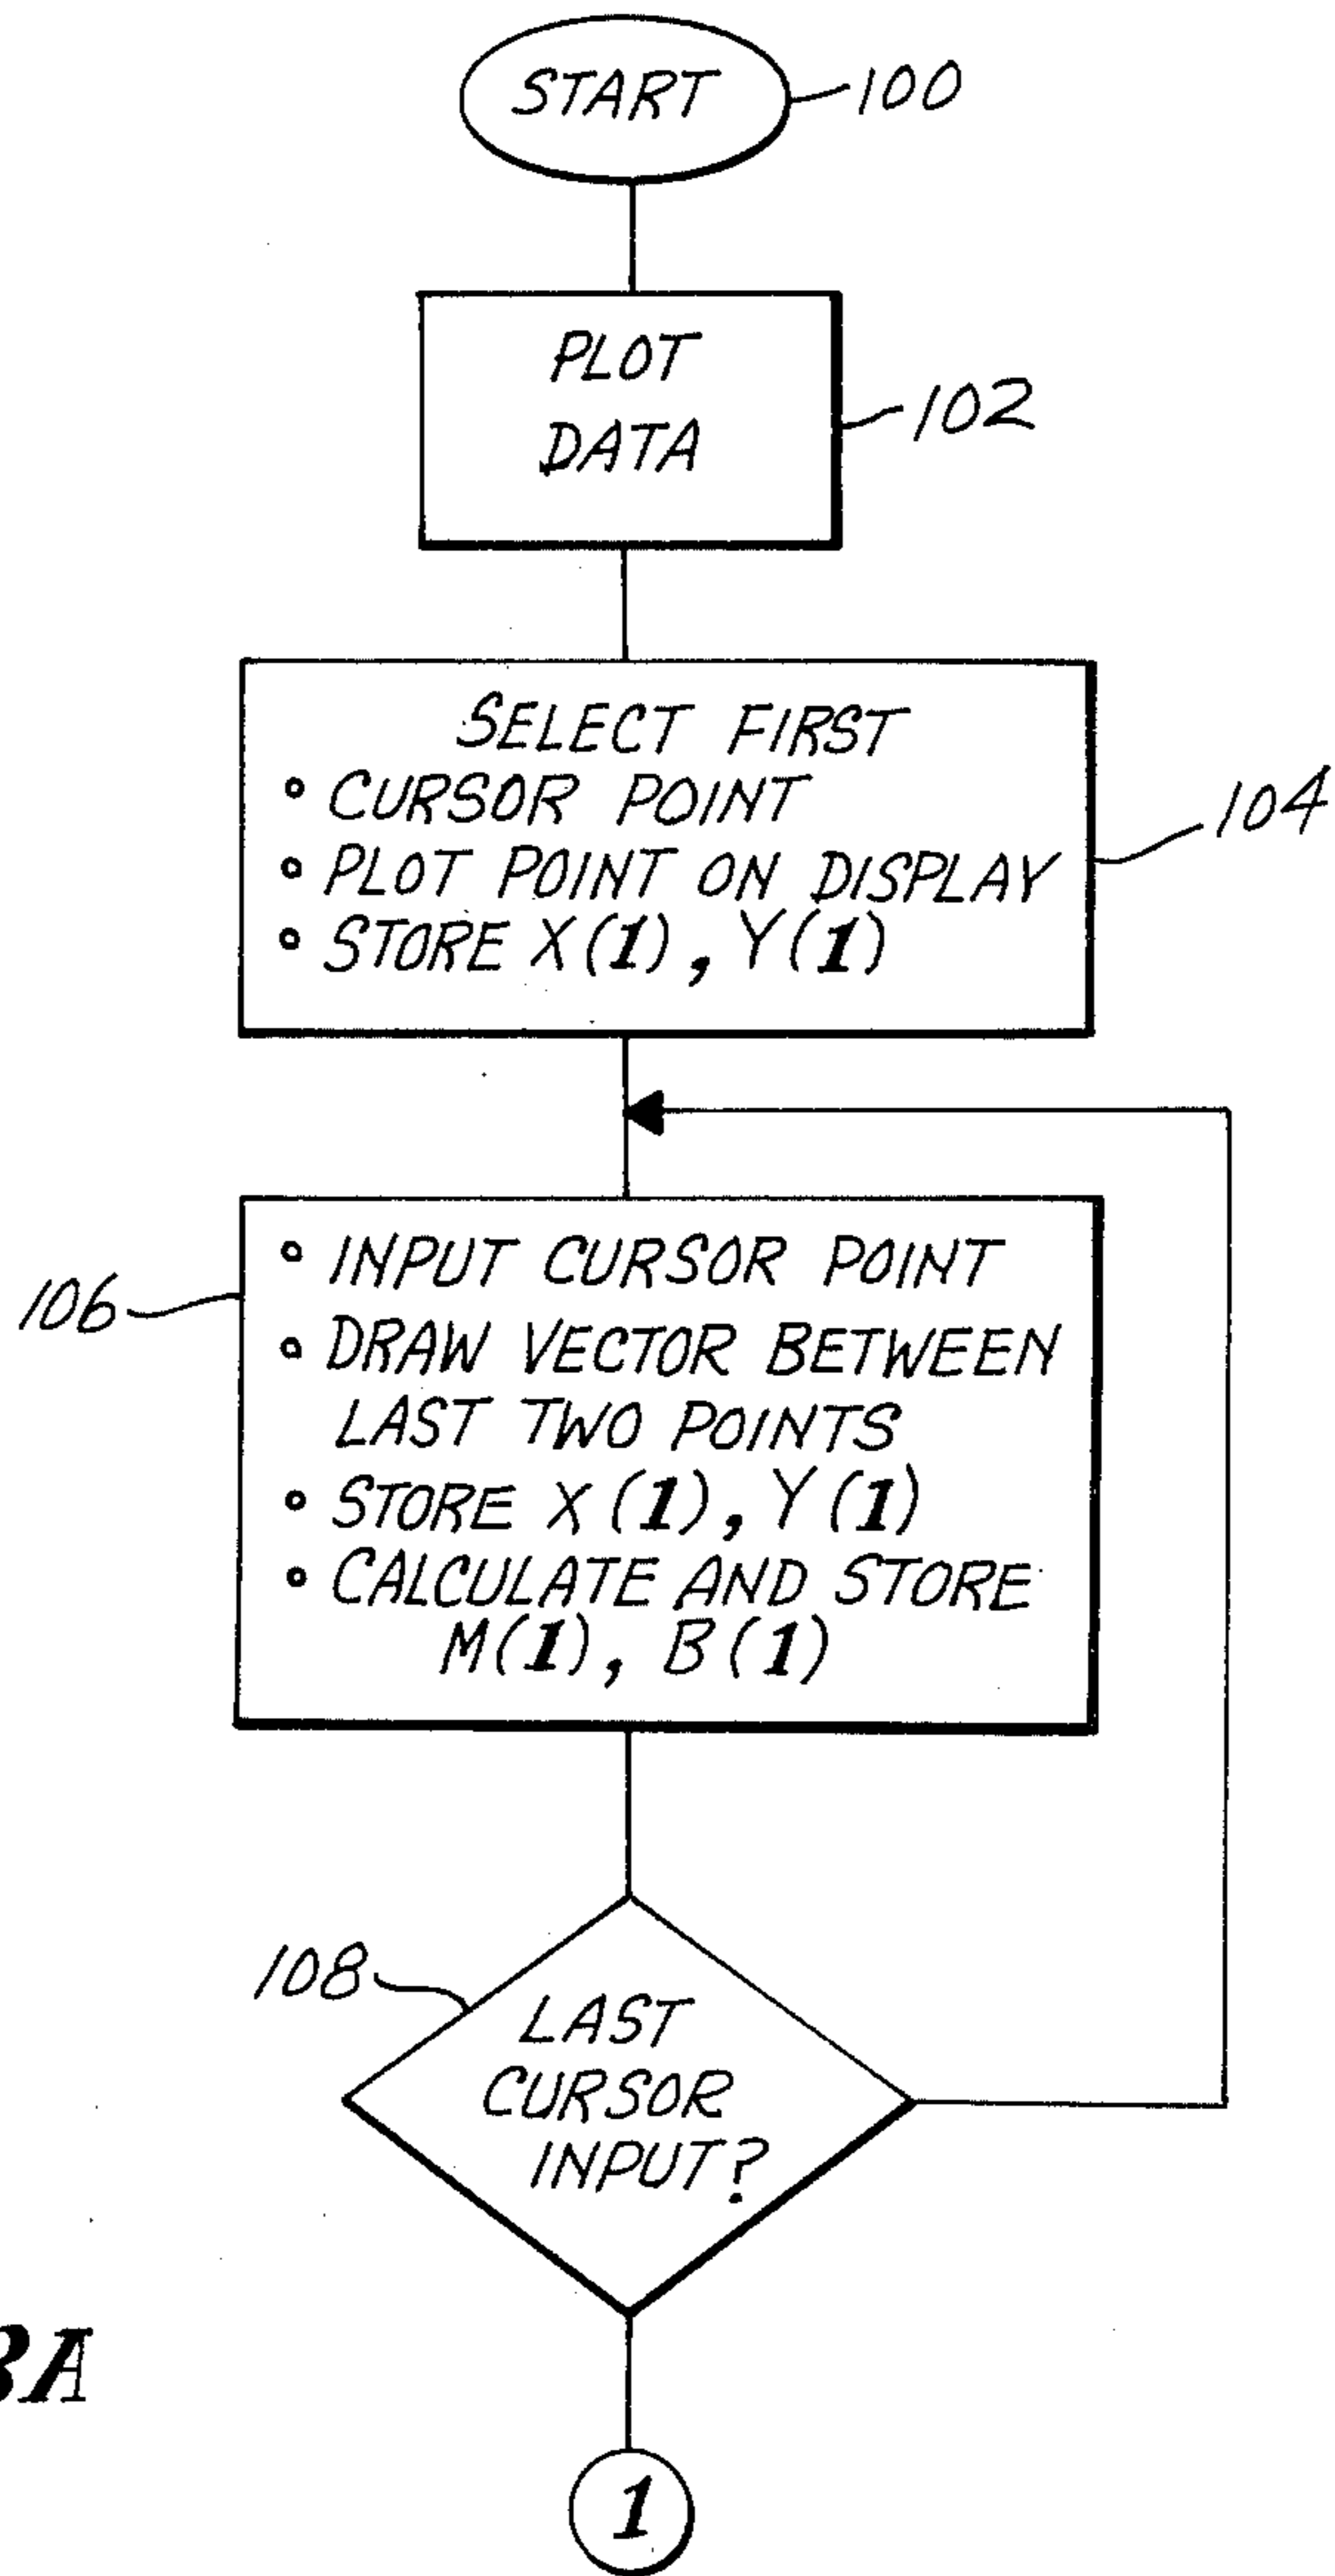 START
100
PLOT
DATA
102
SELECT FIRST
• CURSOR POINT
• PLOT POINT ON DISPLAY
• STORE X(1), Y(1)
104
• INPUT CURSOR POINT
• DRAW VECTOR BETWEEN
LAST TWO POINTS
• STORE X(1), Y(1)
• CALCULATE AND STORE
M(1), B(1)
106
108
LAST
CURSOR
INPUT?
3A
1